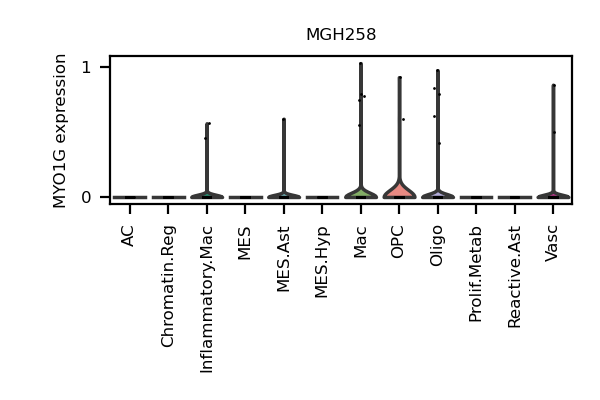 MGH258
MYO1G expression
1
0
AC
Chromatin.Reg
Inflammatory.Mac
MES
MES.Ast
MES.Hyp
Mac
OPC
Oligo
Prolif.Metab
Reactive.Ast
Vasc